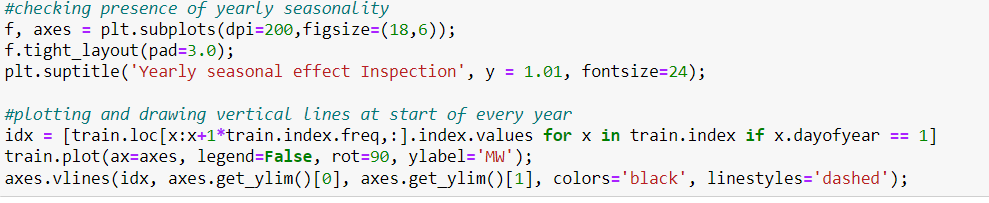 #checking presence of yearly seasonality
f, axes = plt.subplots(dpi=200,figsize=(18,6));
f.tight_layout(pad=3.0);
plt.suptitle('Yearly seasonal effect Inspection', y = 1.01, fontsize=24);
#plotting and drawing vertical lines at start of every year
idx = [train.loc[x:x+1*train.index.freq,:].index.values for x in train.index if x.dayofyear == 1]
train.plot(ax=axes, legend=False, rot=90, ylabel='MW');
axes.vlines(idx, axes.get_ylim()[0], axes.get_ylim()[1], colors='black', linestyles='dashed');